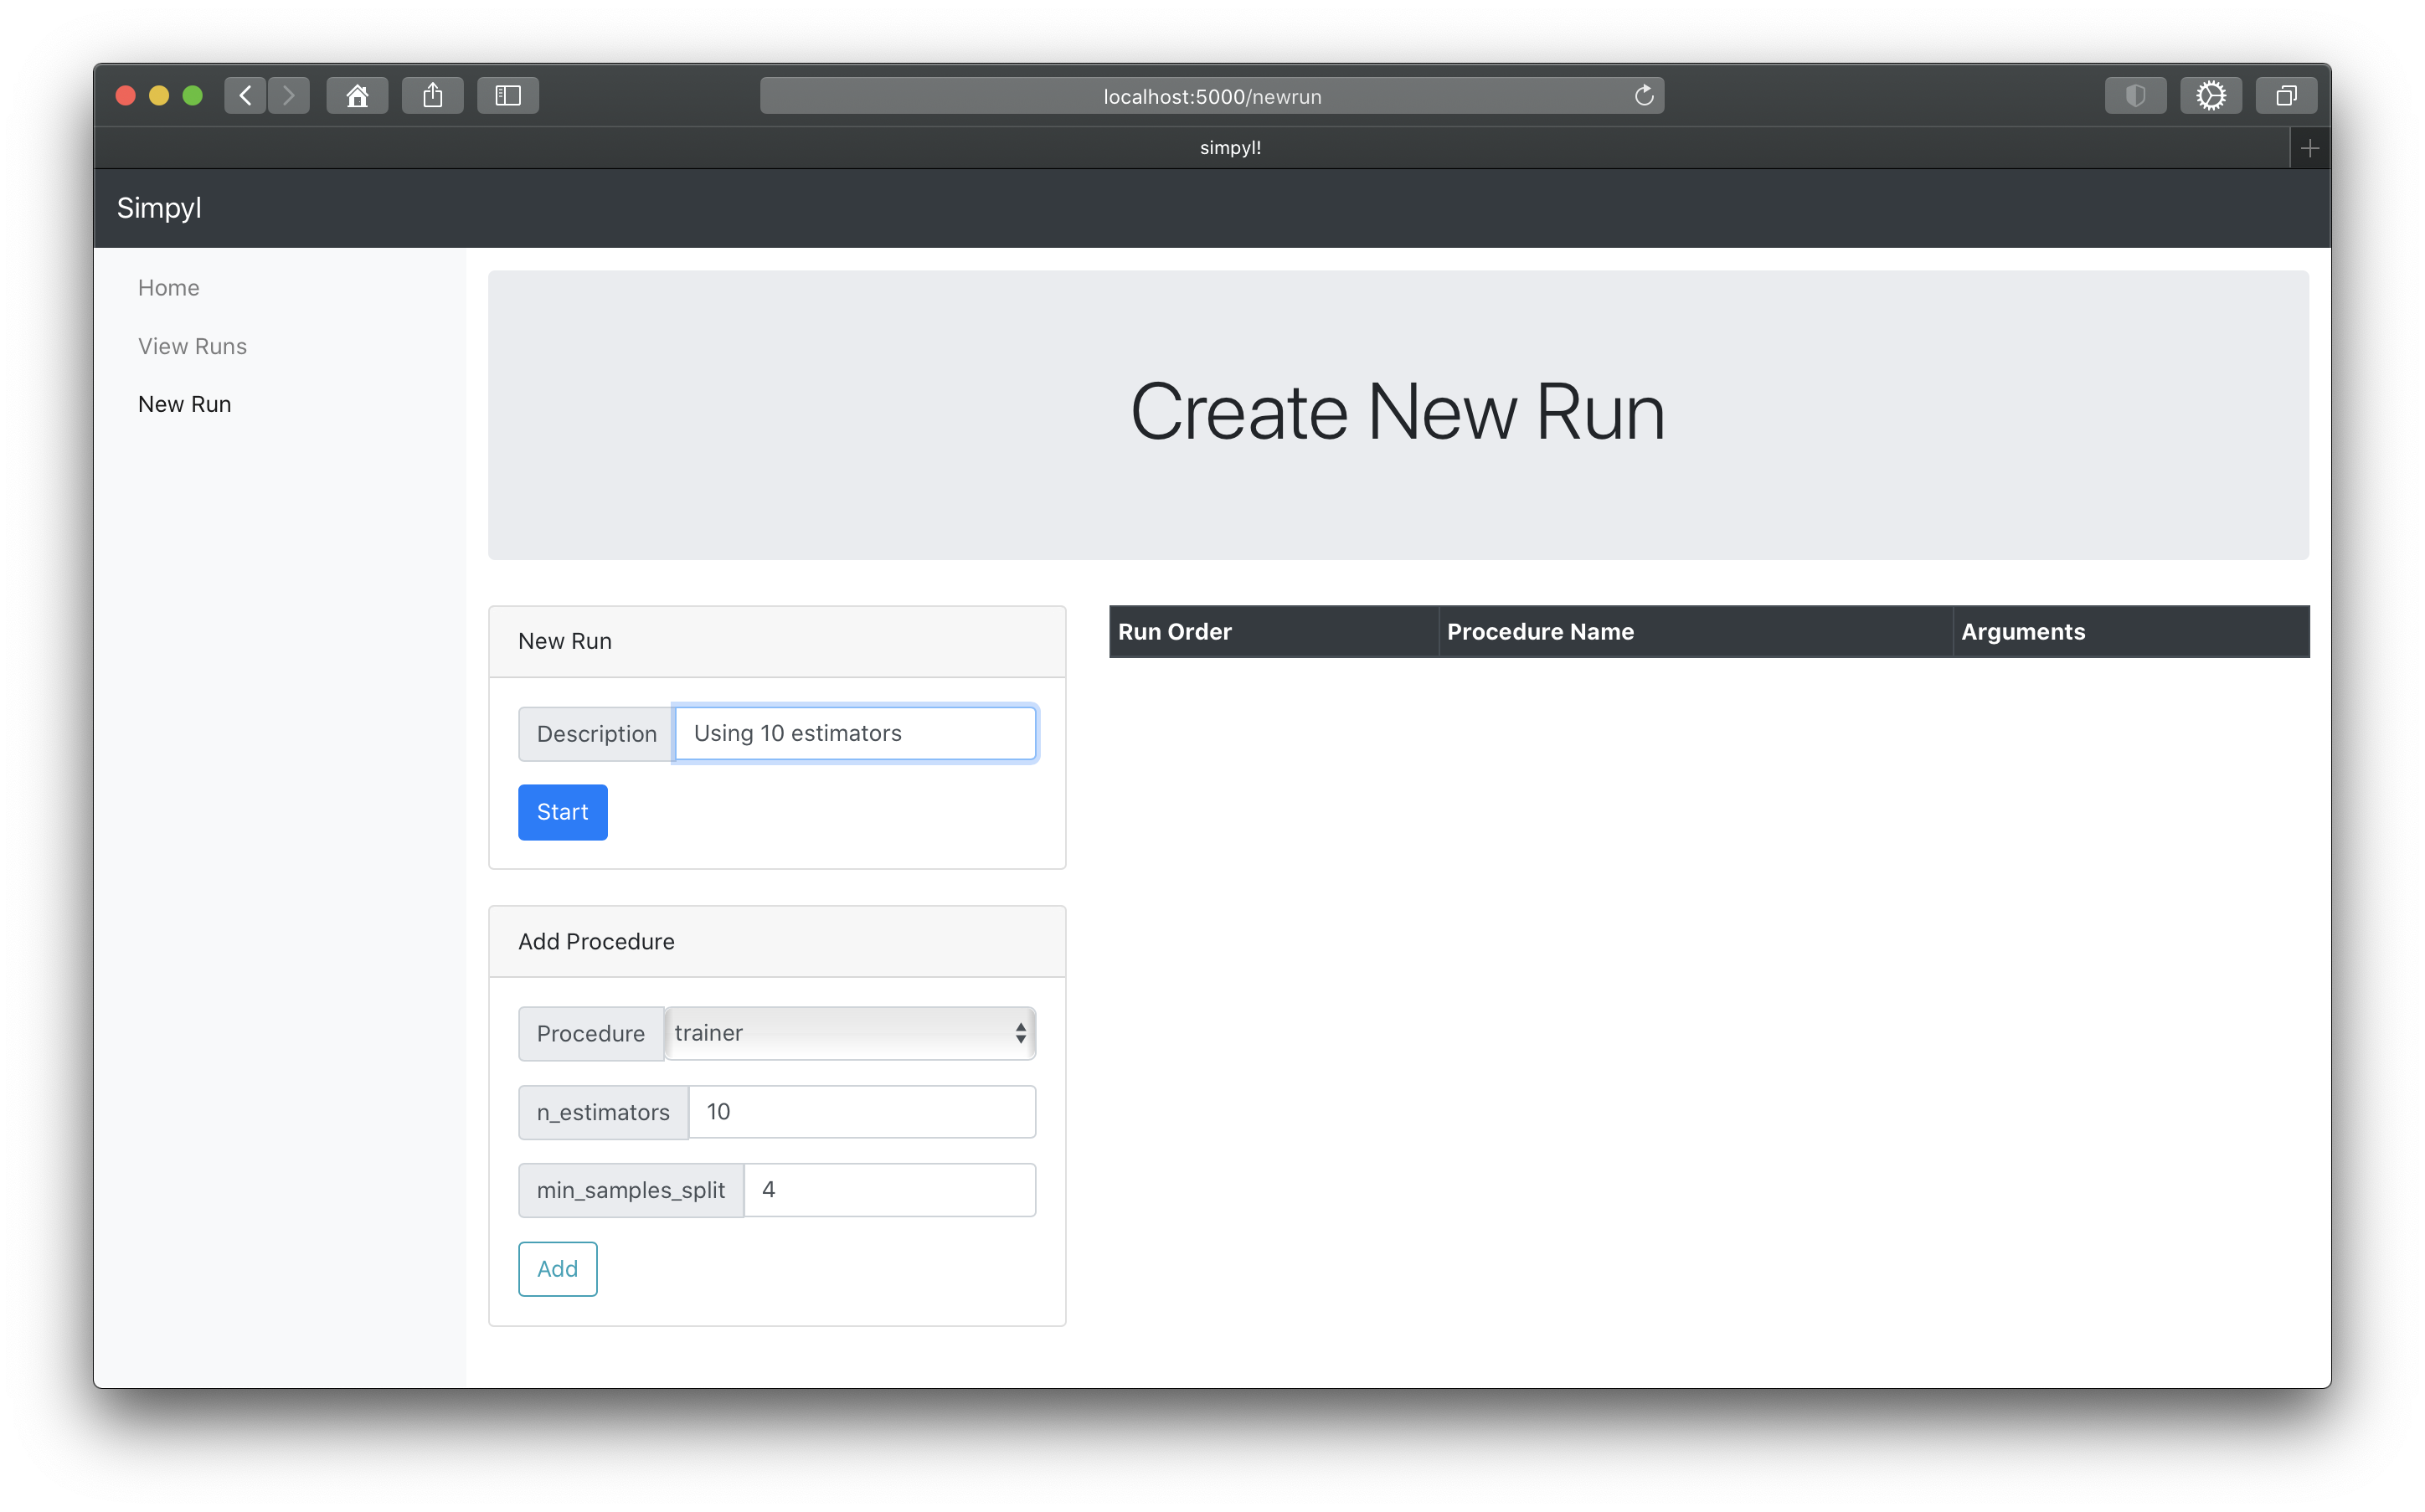 localhost:5000/newrun
simpyl!
Simpyl
Home
View Runs
New Run
Create New Run
New Run
Description Using 10 estimators
Start
Add Procedure
Procedure trainer
n_estimators 10
min_samples_split 4
Add
Run Order Procedure Name Arguments